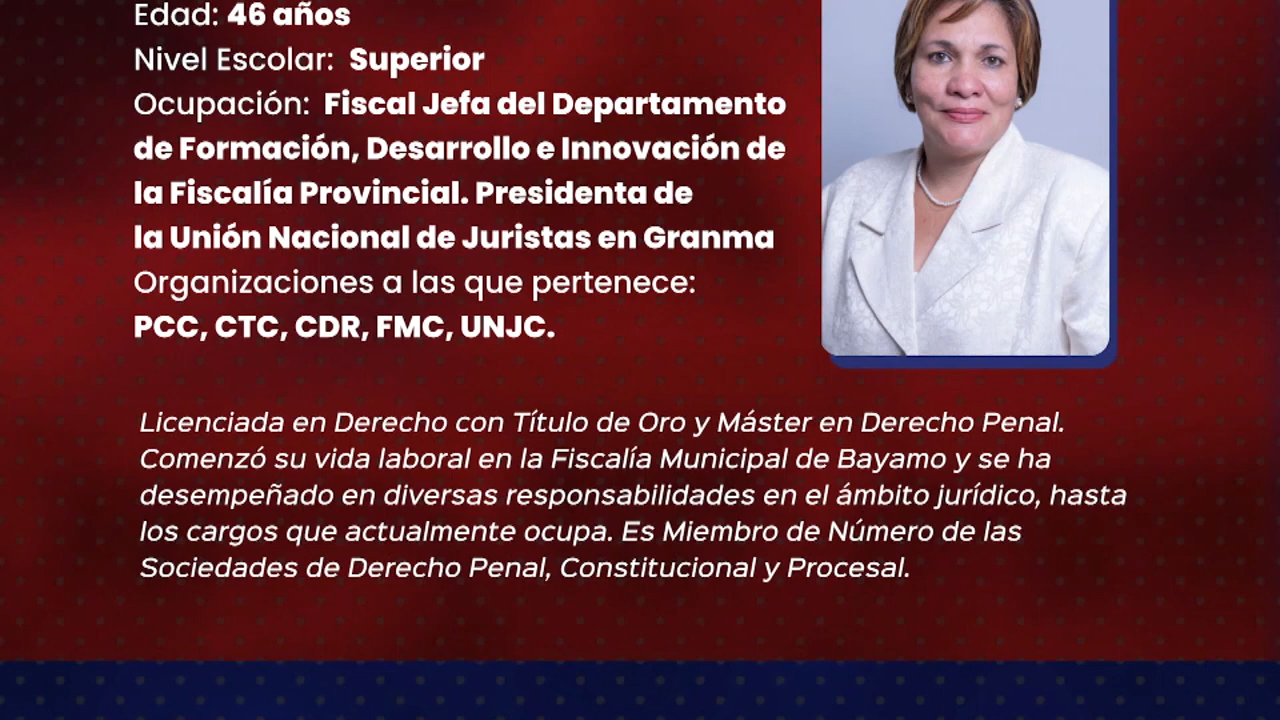 Edad: 46 años
Nivel Escolar: Superior
Ocupación: Fiscal Jefa del Departamento
de Formación, Desarrollo e Innovación de
la Fiscalía Provincial. Presidenta de
la Unión Nacional de Juristas en Granma
Organizaciones a las que pertenece:
PCC, CTC, CDR, FMC, UNJC.
Licenciada en Derecho con Título de Oro y Máster en Derecho Penal.
Comenzó su vida laboral en la Fiscalía Municipal de Bayamo y se ha
desempeñado en diversas responsabilidades en el ámbito jurídico, hasta
los cargos que actualmente ocupa. Es Miembro de Número de las
Sociedades de Derecho Penal, Constitucional y Procesal.